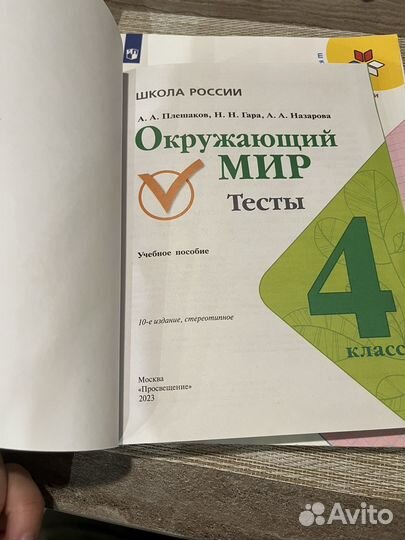 ШКОЛА РОССИИ
А. А. Плешаков, Н. Н. Гара, А. А. Назарова
Окружающий
МИР
Тесты
Учебное пособие
4
класс
10-е издание, стереотипное
Москва
«Просвещение»
2023
Avito